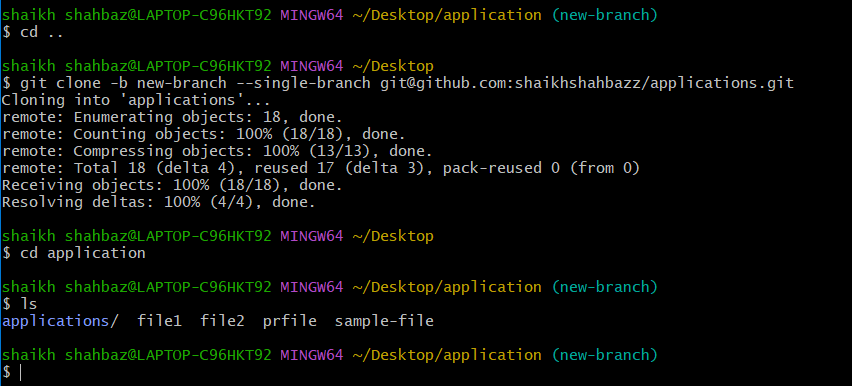 shaikh shahbaz@LAPTOP-C96HKT92 MINGW64 ~/Desktop/application (new-branch)
$ cd ..
shaikh shahbaz@LAPTOP-C96HKT92 MINGW64 ~/Desktop
$ git clone -b new-branch --single-branch git@github.com:shaikhshahbazz/applications.git
Cloning into 'applications'...
remote: Enumerating objects: 18, done.
remote: Counting objects: 100% (18/18), done.
remote: Compressing objects: 100% (13/13), done.
remote: Total 18 (delta 4), reused 17 (delta 3), pack-reused 0 (from 0)
Receiving objects: 100% (18/18), done.
Resolving deltas: 100% (4/4), done.
shaikh shahbaz@LAPTOP-C96HKT92 MINGW64 ~/Desktop
$ cd application
shaikh shahbaz@LAPTOP-C96HKT92 MINGW64 ~/Desktop/application (new-branch)
$ ls
applications/  file1  file2  prfile  sample-file
shaikh shahbaz@LAPTOP-C96HKT92 MINGW64 ~/Desktop/application (new-branch)
$